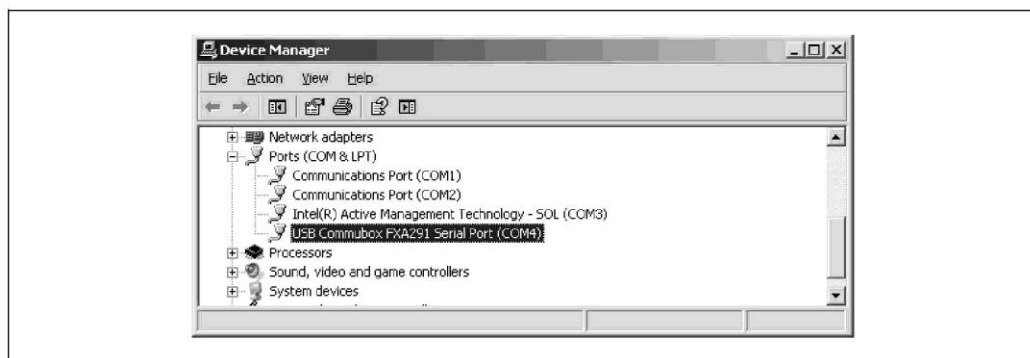 Device Manager
File Action View Help
Network adapters
Ports (COM & LPT)
Communications Port (COM1)
Communications Port (COM2)
Intel(R) Active Management Technology - SOL (COM3)
USB Commubox FXA291 Serial Port (COM4)
Processors
Sound, video and game controllers
System devices